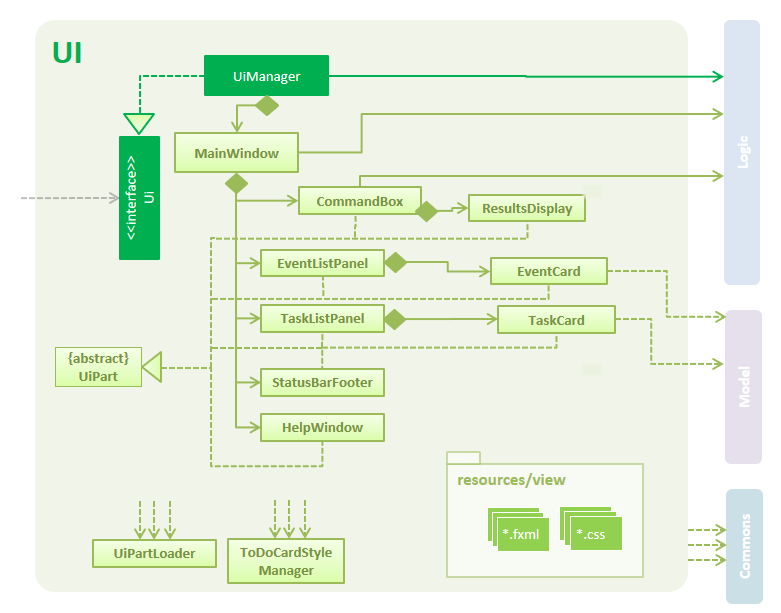 UI
UiManager
Logic
MainWindow
<<interface>>
Ui
CommandBox
ResultsDisplay
EventListPanel
EventCard
TaskListPanel
TaskCard
{abstract}
UiPart
StatusBarFooter
Model
HelpWindow
resources/view
*.fxml
*.css
UiPartLoader
ToDoCardStyle
Manager
Commons